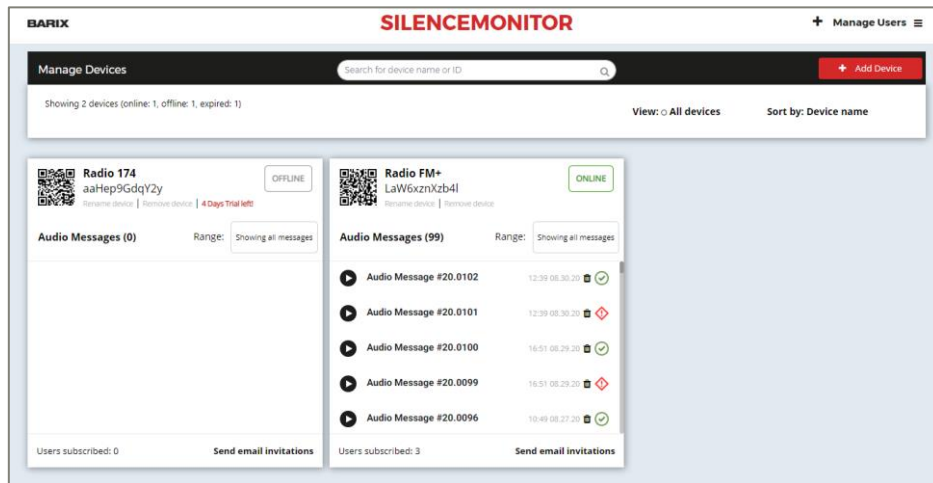 BARIX
SILENCEMONITOR
+ Manage Users
Manage Devices
Search for device name or ID
+ Add Device
Showing 2 devices (online: 1, offline: 1, expired: 1)
View: All devices
Sort by: Device name
Radio 174
aaHep9GdqY2y
Rename device | Remove device | 4 Days Trial left!
OFFLINE
Audio Messages (0)
Range: Showing all messages
Users subscribed: 0
Send email invitations
Radio FM+
LaW6xznXzb4l
Rename device | Remove device
ONLINE
Audio Messages (99)
Range: Showing all messages
Audio Message #20.0102 12:39 08.30.20
Audio Message #20.0101 12:39 08.30.20
Audio Message #20.0100 16:51 08.29.20
Audio Message #20.0099 16:51 08.29.20
Audio Message #20.0096 10:49 08.27.20
Users subscribed: 3
Send email invitations